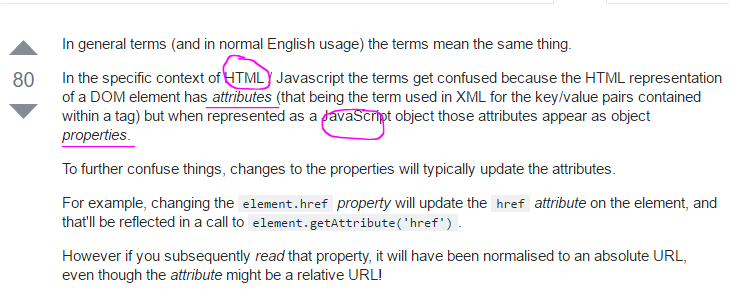 In general terms (and in normal English usage) the terms mean the same thing.
80
In the specific context of HTML / Javascript the terms get confused because the HTML representation
of a DOM element has attributes (that being the term used in XML for the key/value pairs contained
within a tag) but when represented as a JavaScript object those attributes appear as object
properties.
To further confuse things, changes to the properties will typically update the attributes.
For example, changing the element.href property will update the href attribute on the element, and
that'll be reflected in a call to element.getAttribute('href') .
However if you subsequently read that property, it will have been normalised to an absolute URL,
even though the attribute might be a relative URL!